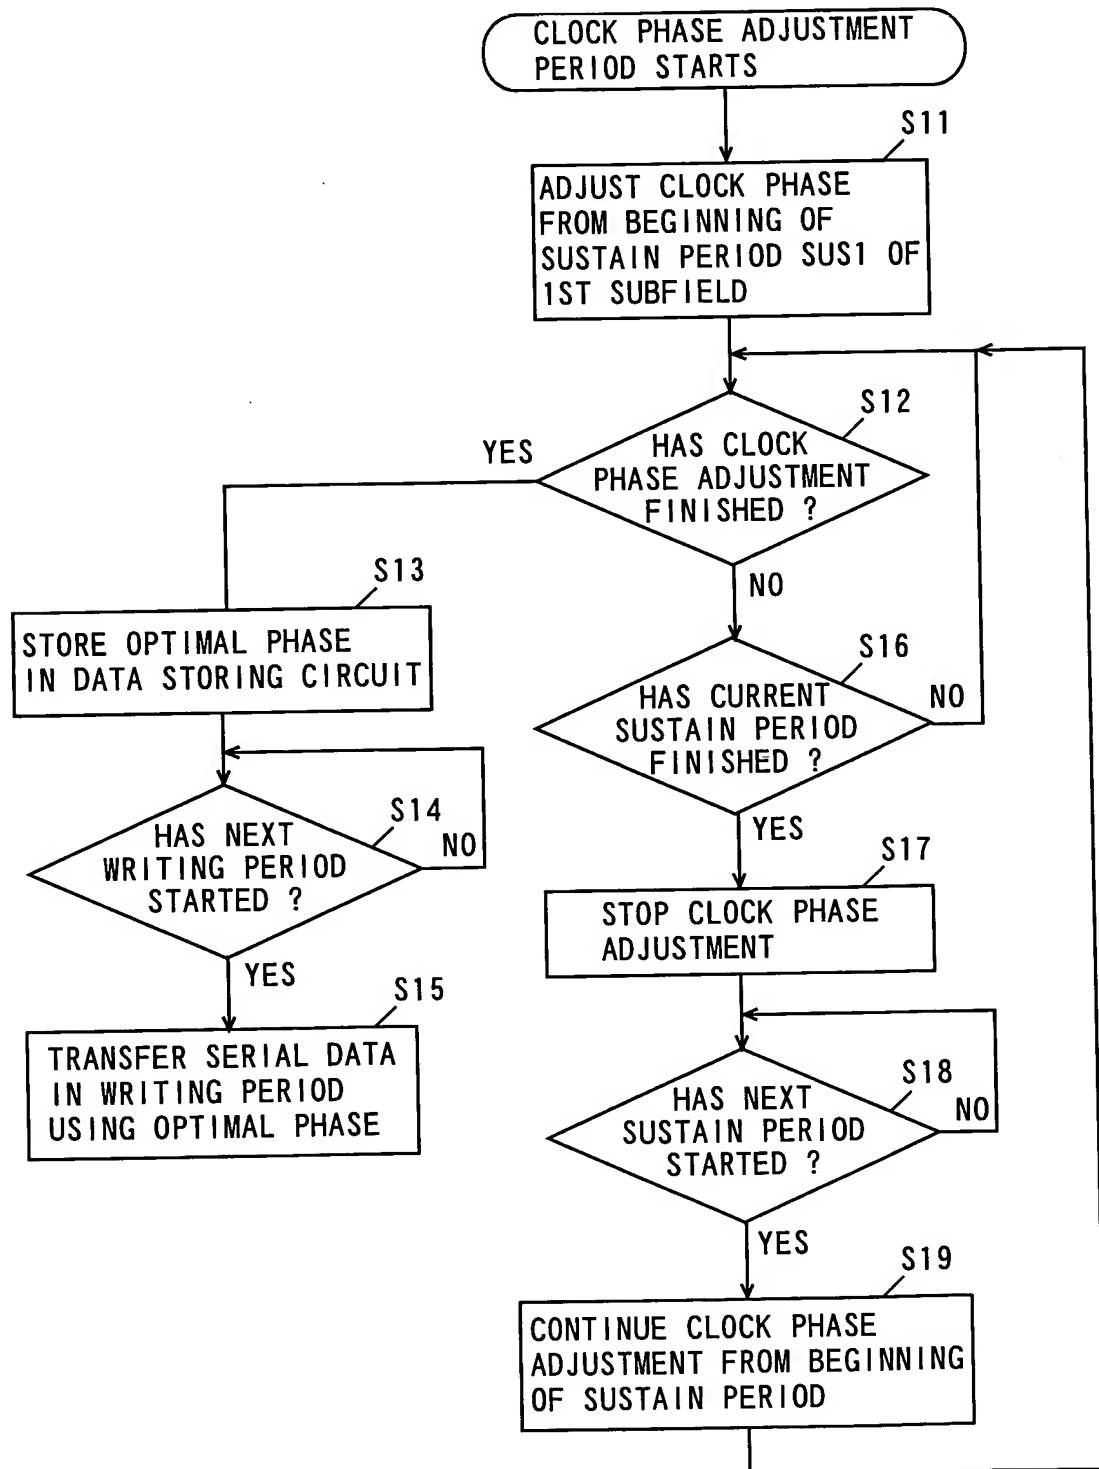 CLOCK PHASE ADJUSTMENT
PERIOD STARTS
S11
ADJUST CLOCK PHASE
FROM BEGINNING OF
SUSTAIN PERIOD SUS1 OF
1ST SUBFIELD
S12
YES
HAS CLOCK
PHASE ADJUSTMENT
FINISHED ?
NO
S13
STORE OPTIMAL PHASE
IN DATA STORING CIRCUIT
S14
HAS NEXT
WRITING PERIOD
STARTED ?
NO
YES
S15
TRANSFER SERIAL DATA
IN WRITING PERIOD
USING OPTIMAL PHASE
S16
HAS CURRENT
SUSTAIN PERIOD
FINISHED ?
NO
YES
S17
STOP CLOCK PHASE
ADJUSTMENT
S18
HAS NEXT
SUSTAIN PERIOD
STARTED ?
NO
YES
S19
CONTINUE CLOCK PHASE
ADJUSTMENT FROM BEGINNING
OF SUSTAIN PERIOD